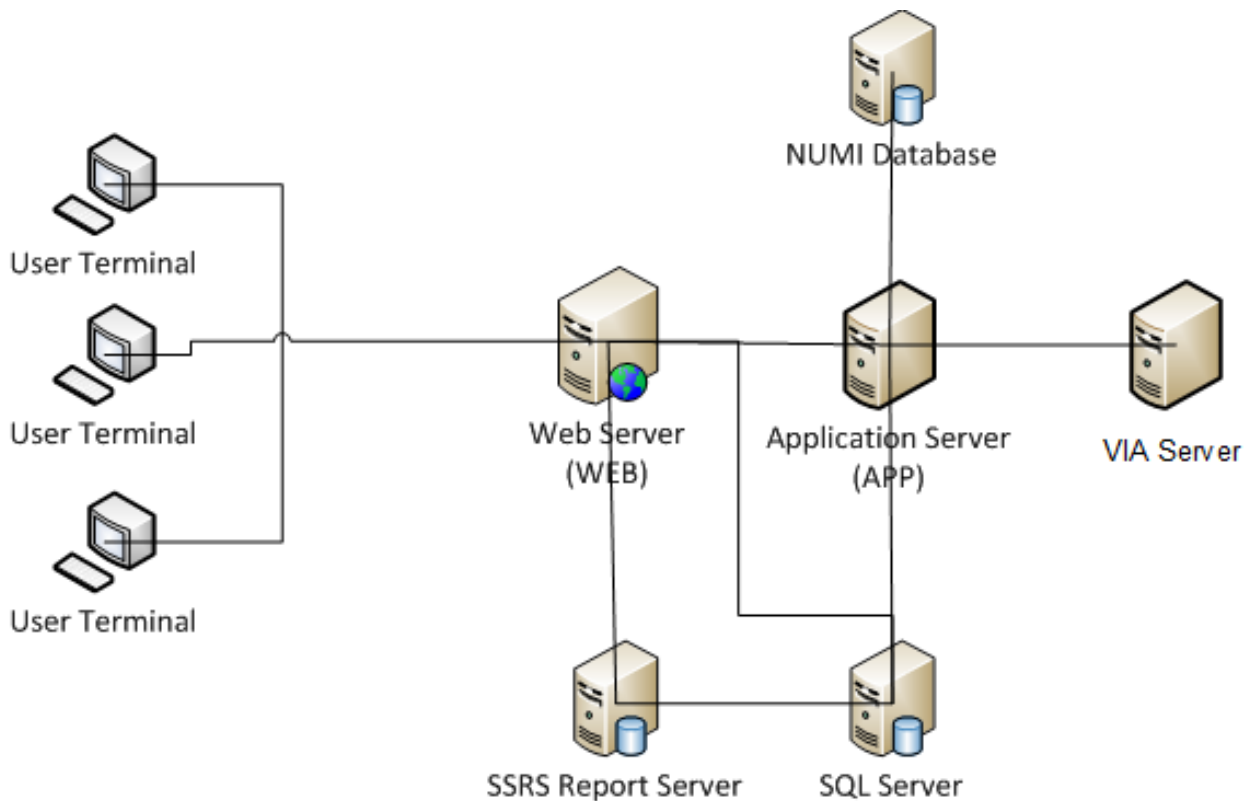 NUMI Database
User Terminal
User Terminal
Web Server
(WEB)
Application Server
(APP)
VIA Server
User Terminal
SSRS Report Server
SQL Server